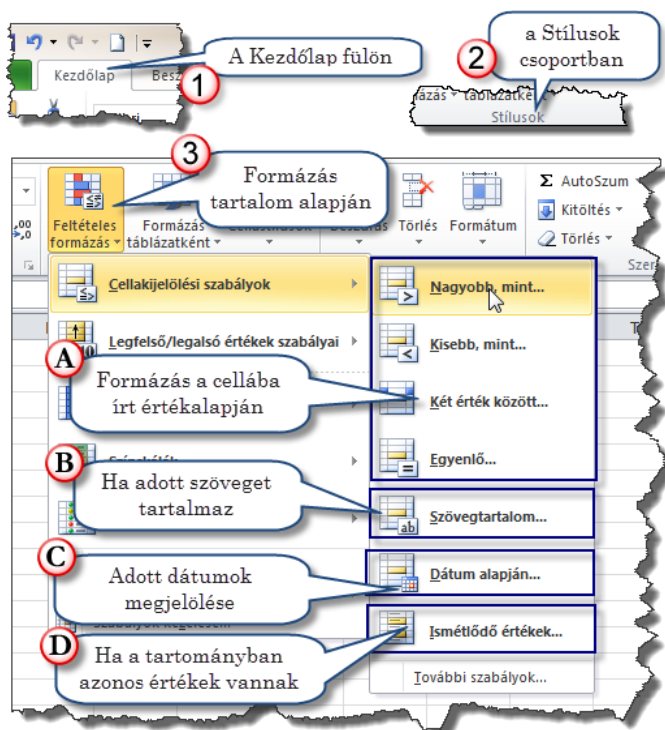 A Kezdőlap fülön
Kezdőlap
1
a Stílusok
csoportban
2
táblázatként
Stílusok
3
Formázás
tartalom alapján
Feltételes
formázás
Formázás
táblázatként
Törlés
Formátum
Σ AutoSzum
Kitöltés
Törlés
,00
,0
Cellakijelölési szabályok
Legfelső/legalsó értékek szabályai
Nagyobb, mint...
Kisebb, mint...
Két érték között...
Egyenlő...
Szövegtartalom...
Dátum alapján...
Ismétlődő értékek...
További szabályok...
A
Formázás a cellába
írt értékalapján
B
Ha adott szöveget
tartalmaz
C
Adott dátumok
megjelölése
D
Ha a tartományban
azonos értékek vannak